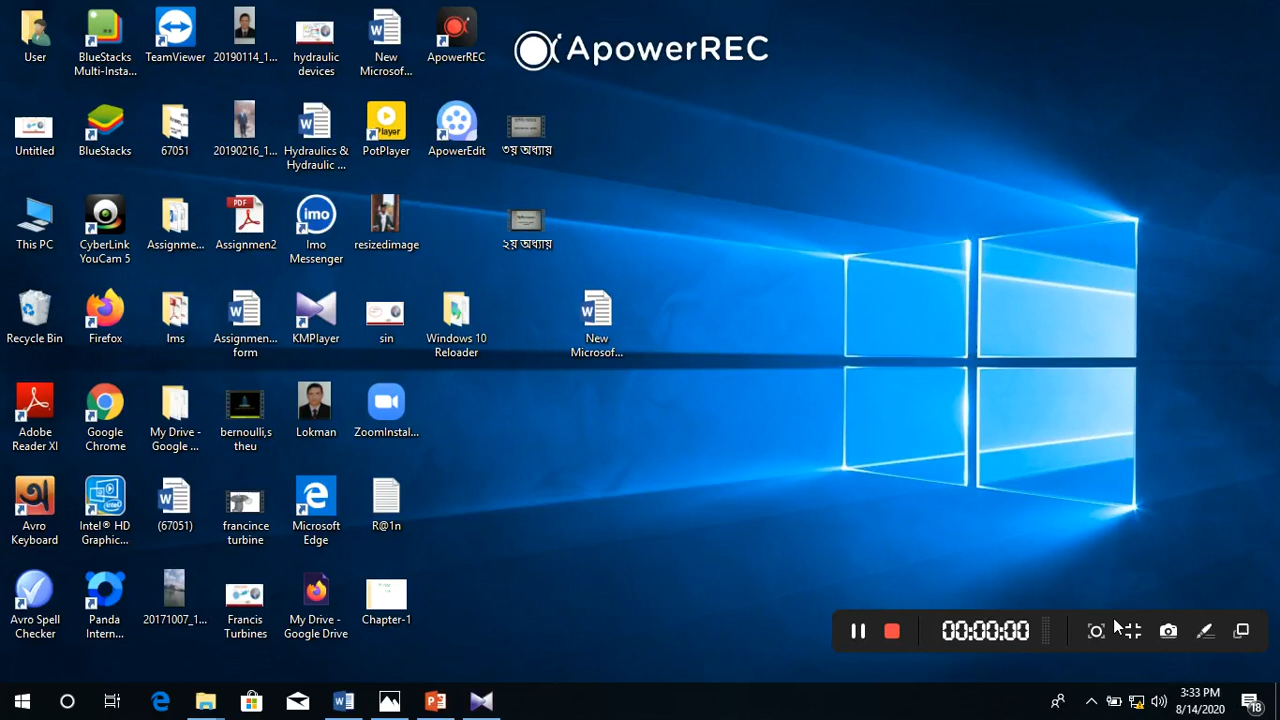 ApowerREC
User
BlueStacks
Multi-Insta...
TeamViewer
20190114_1...
hydraulic
devices
New
Microsof...
ApowerREC
Untitled
BlueStacks
67051
20190216_1...
Hydraulics &
Hydraulic ...
Player
PotPlayer
ApowerEdit
৩য় অধ্যায়
This PC
CyberLink
YouCam 5
Assignme...
PDF
Assignmen2
imo
Imo
Messenger
resizedimage
২য় অধ্যায়
Recycle Bin
Firefox
lms
Assignmen...
form
KMPlayer
sin
Windows 10
Reloader
New
Microsof...
Adobe
Reader XI
Google
Chrome
My Drive -
Google ...
bernoulli,s
theu
Lokman
ZoomInstal...
Avro
Keyboard
Intel® HD
Graphic...
(67051)
francince
turbine
Microsoft
Edge
R@1n
Avro Spell
Checker
Panda
Intern...
20171007_1...
Francis
Turbines
My Drive -
Google Drive
Chapter-1
00:00:00
3:33 PM
8/14/2020
18